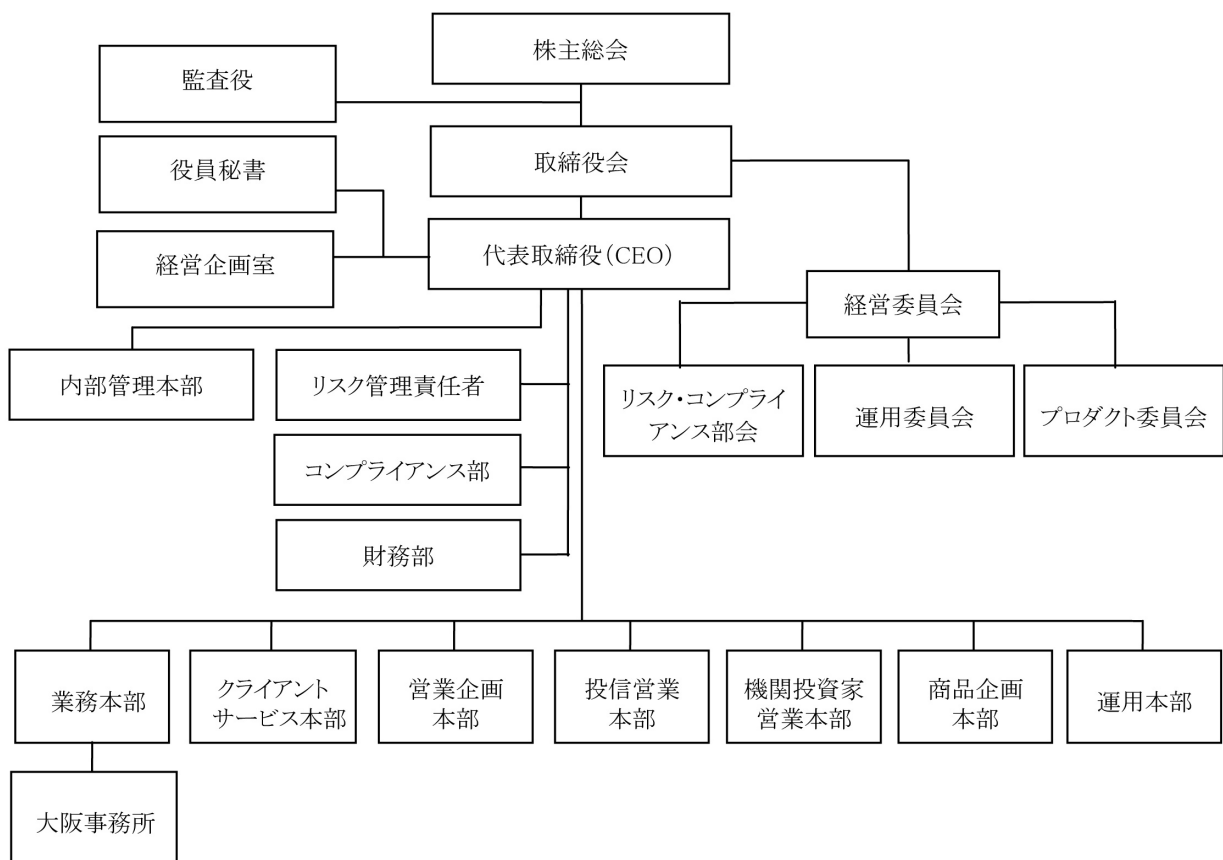 株主総会
監査役
取締役会
役員秘書
代表取締役(CEO)
経営企画室
経営委員会
内部管理本部
リスク管理責任者
リスク・コンプライ
アンス部会
運用委員会
プロダクト委員会
コンプライアンス部
財務部
業務本部
クライアント
サービス本部
営業企画
本部
投信営業
本部
機関投資家
営業本部
商品企画
本部
運用本部
大阪事務所